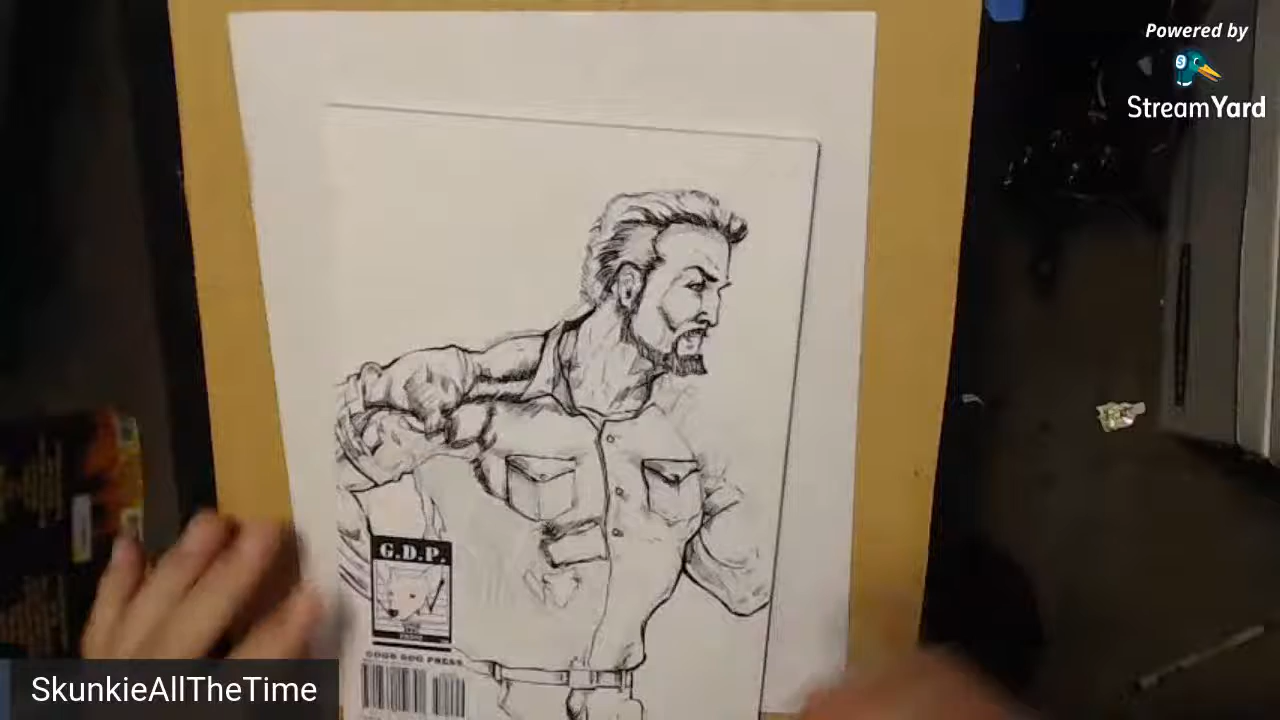 Powered by
StreamYard
G.D.P.
GOOD DOG PRESS
SkunkieAllTheTime